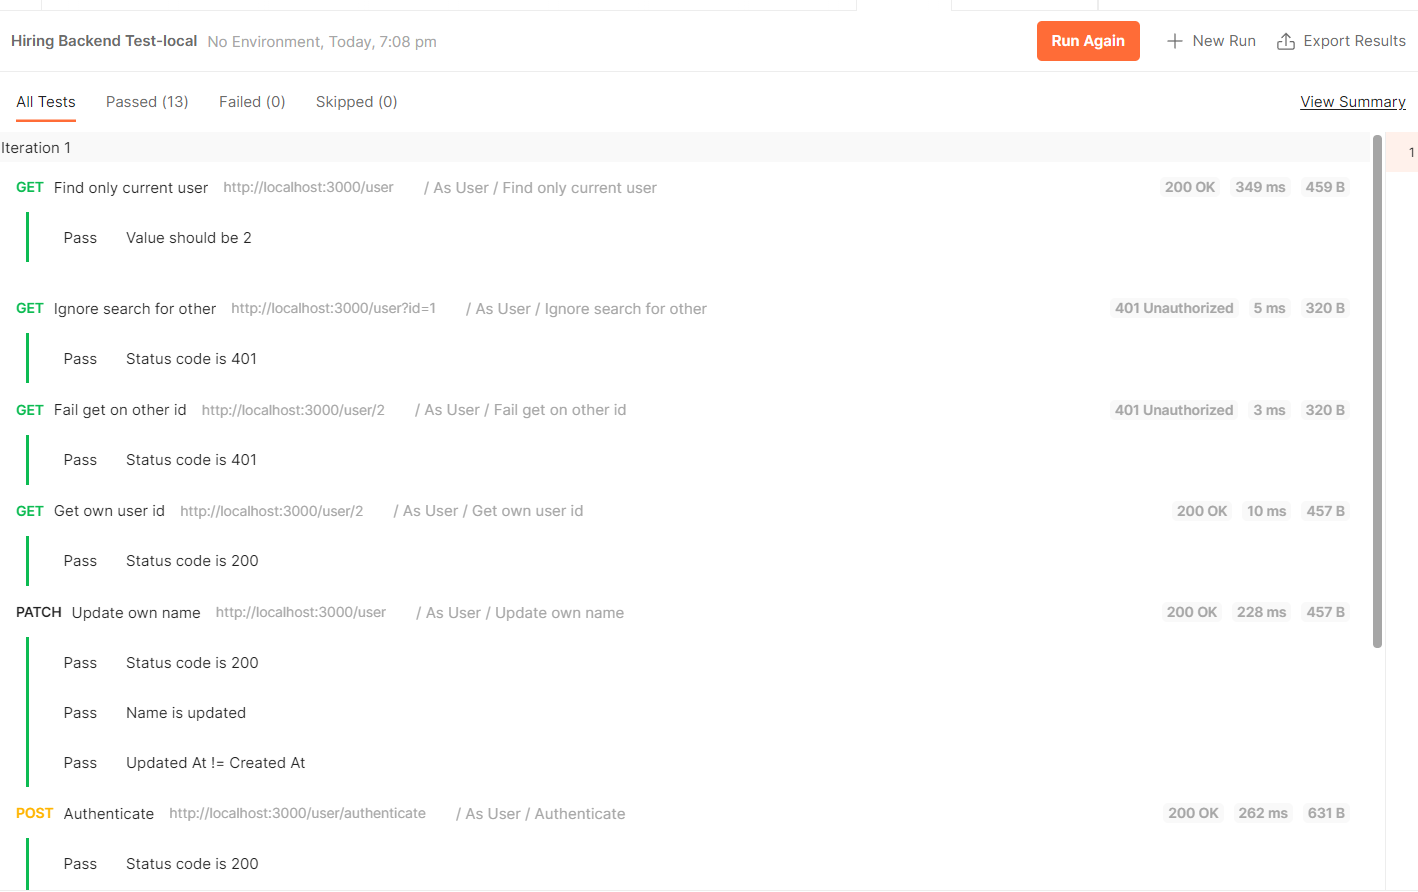 Hiring Backend Test-local No Environment, Today, 7:08 pm Run Again New Run Export Results
All Tests Passed (13) Failed (0) Skipped (0) View Summary
Iteration 1 1
GET Find only current user http://localhost:3000/user / As User / Find only current user 200 OK 349 ms 459 B
Pass Value should be 2
GET Ignore search for other http://localhost:3000/user?id=1 / As User / Ignore search for other 401 Unauthorized 5 ms 320 B
Pass Status code is 401
GET Fail get on other id http://localhost:3000/user/2 / As User / Fail get on other id 401 Unauthorized 3 ms 320 B
Pass Status code is 401
GET Get own user id http://localhost:3000/user/2 / As User / Get own user id 200 OK 10 ms 457 B
Pass Status code is 200
PATCH Update own name http://localhost:3000/user / As User / Update own name 200 OK 228 ms 457 B
Pass Status code is 200
Pass Name is updated
Pass Updated At != Created At
POST Authenticate http://localhost:3000/user/authenticate / As User / Authenticate 200 OK 262 ms 631 B
Pass Status code is 200